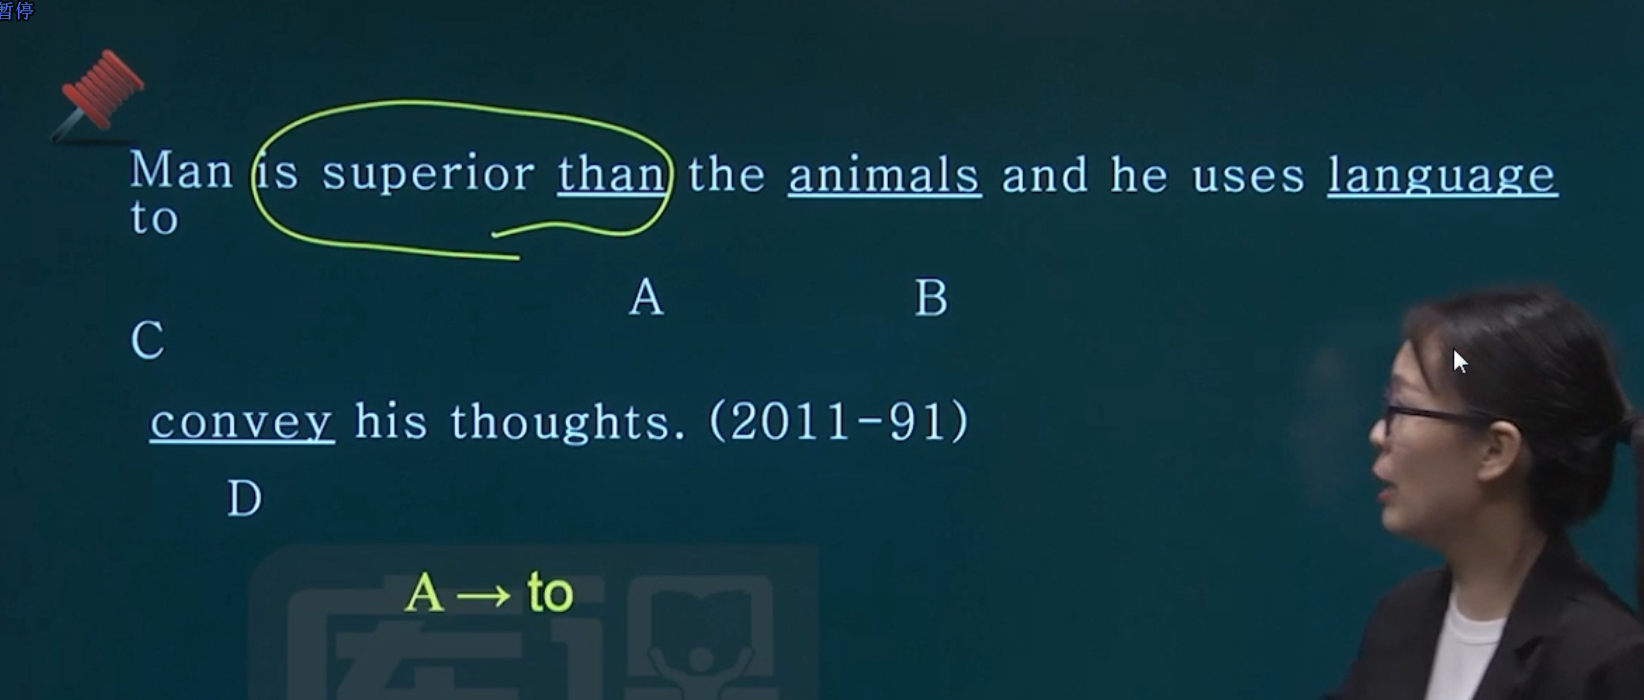 暂停
Man is superior than the animals and he uses language
to
A B
C
convey his thoughts. (2011-91)
D
A → to